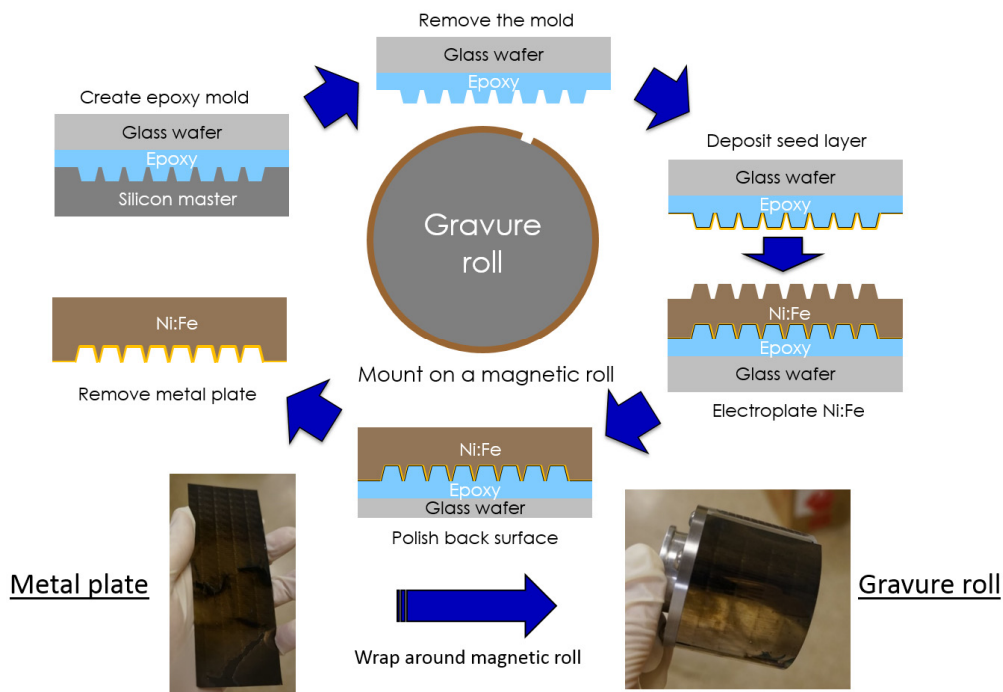 Remove the mold
Glass wafer
Epoxy
Create epoxy mold
Glass wafer
Epoxy
Silicon master
Deposit seed layer
Glass wafer
Epoxy
Gravure
roll
Ni:Fe
Epoxy
Glass wafer
Electroplate Ni:Fe
Ni:Fe
Remove metal plate
Mount on a magnetic roll
Ni:Fe
Epoxy
Glass wafer
Polish back surface
Metal plate
Wrap around magnetic roll
Gravure roll